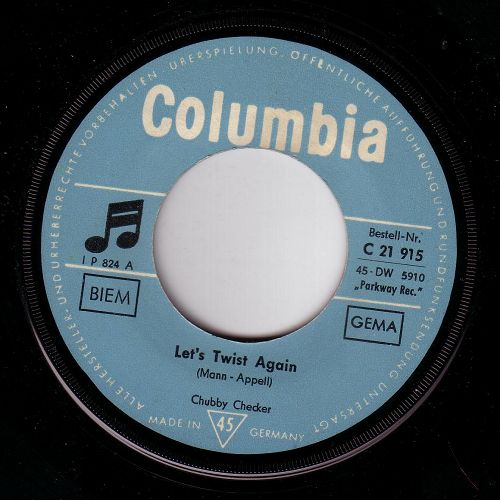 ALLE HERSTELLER- UND URHEBERRECHTE VORBEHALTEN · ÜBERSPIELUNG, ÖFFENTLICHE AUFFÜHRUNG UND RUNDFUNKSENDUNG UNTERSAGT
Columbia
I P 824 A
BIEM
Bestell-Nr.
C 21 915
45 - DW 5910
„Parkway Rec."
GEMA
Let's Twist Again
(Mann - Appell)
Chubby Checker
MADE IN 45 GERMANY